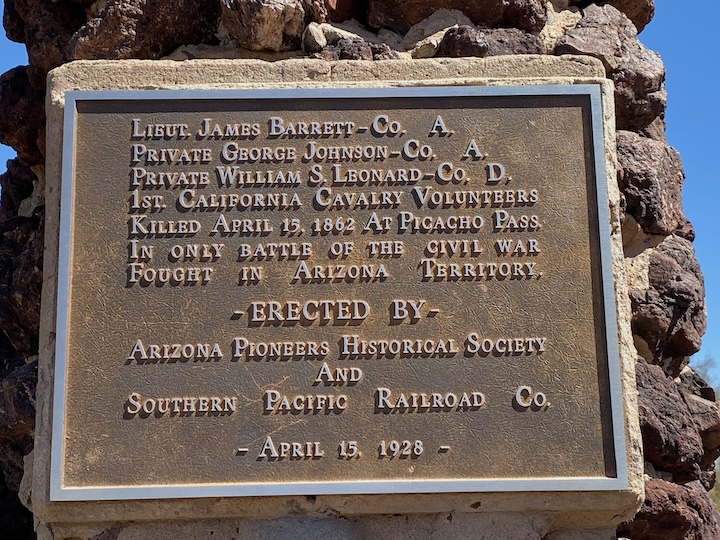 Lieut. James Barrett-Co. A.
Private George Johnson-Co. A.
Private William S. Leonard-Co. D.
1st. California Cavalry Volunteers
Killed April 15, 1862 At Picacho Pass.
In only battle of the civil war
Fought in Arizona Territory.
-Erected By-
Arizona Pioneers Historical Society
And
Southern Pacific Railroad Co.
- April 15, 1928 -